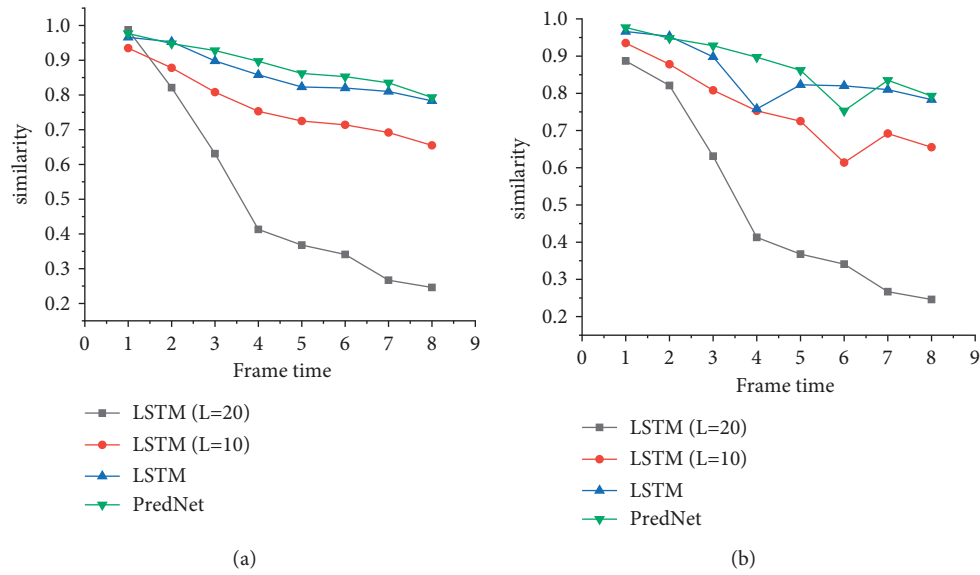 1.0
0.9
0.8
0.7
0.6
0.5
0.4
0.3
0.2
similarity
0 1 2 3 4 5 6 7 8 9
Frame time
LSTM (L=20)
LSTM (L=10)
LSTM
PredNet
(a)
1.0
0.9
0.8
0.7
0.6
0.5
0.4
0.3
0.2
similarity
0 1 2 3 4 5 6 7 8 9
Frame time
LSTM (L=20)
LSTM (L=10)
LSTM
PredNet
(b)